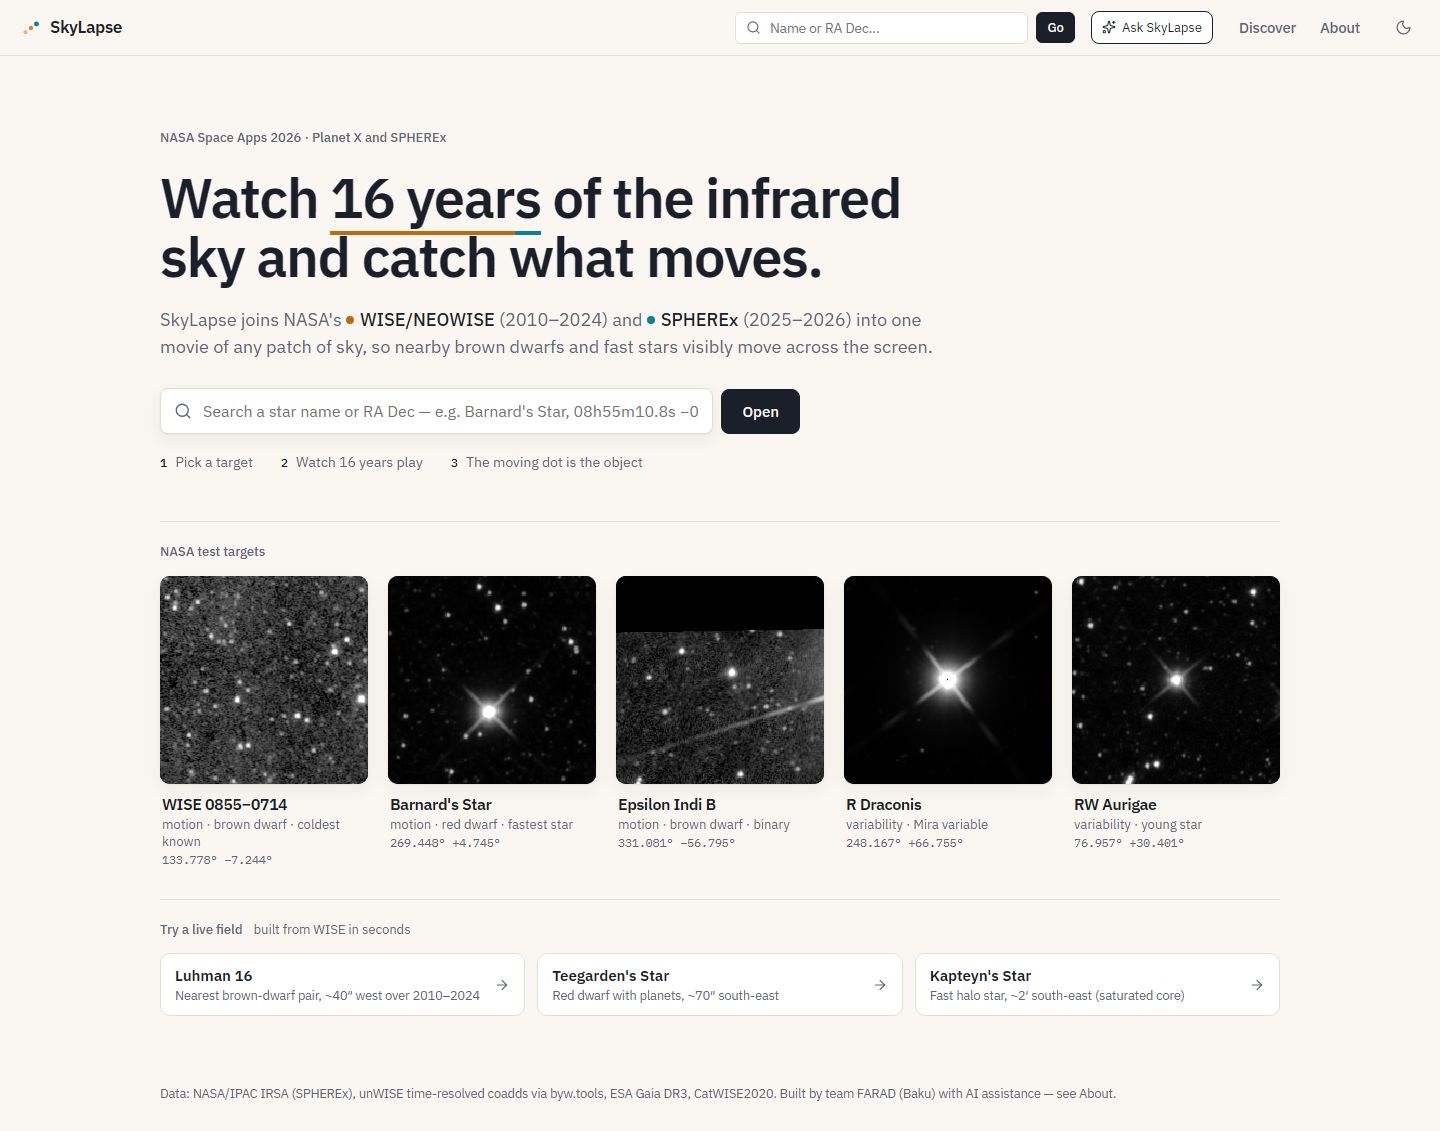 SkyLapse
Name or RA Dec...
Go
Ask SkyLapse
Discover
About
NASA Space Apps 2026 · Planet X and SPHEREx
Watch 16 years of the infrared
sky and catch what moves.
SkyLapse joins NASA's WISE/NEOWISE (2010–2024) and SPHEREx (2025–2026) into one
movie of any patch of sky, so nearby brown dwarfs and fast stars visibly move across the screen.
Search a star name or RA Dec — e.g. Barnard's Star, 08h55m10.8s −0
Open
1 Pick a target
2 Watch 16 years play
3 The moving dot is the object
NASA test targets
WISE 0855−0714
motion · brown dwarf · coldest
known
133.778° −7.244°
Barnard's Star
motion · red dwarf · fastest star
269.448° +4.745°
Epsilon Indi B
motion · brown dwarf · binary
331.081° −56.795°
R Draconis
variability · Mira variable
248.167° +66.755°
RW Aurigae
variability · young star
76.957° +30.401°
Try a live field built from WISE in seconds
Luhman 16
Nearest brown-dwarf pair, ~40″ west over 2010–2024
Teegarden's Star
Red dwarf with planets, ~70″ south-east
Kapteyn's Star
Fast halo star, ~2′ south-east (saturated core)
Data: NASA/IPAC IRSA (SPHEREx), unWISE time-resolved coadds via byw.tools, ESA Gaia DR3, CatWISE2020. Built by team FARAD (Baku) with AI assistance — see About.